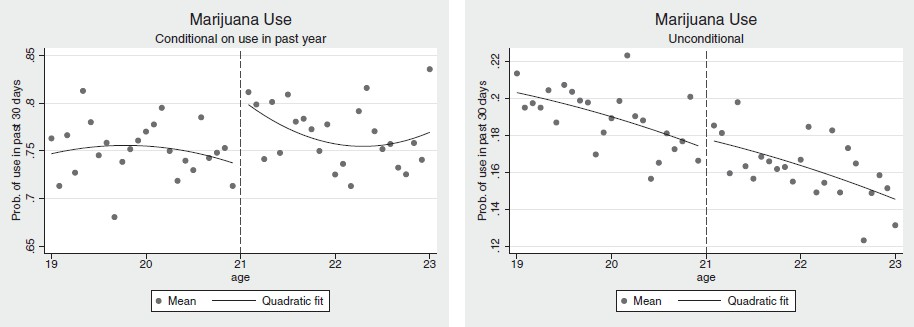 Marijuana Use
Conditional on use in past year
Prob. of use in past 30 days
.85
.8
.75
.7
.65
19
20
21
22
23
age
Mean
Quadratic fit
Marijuana Use
Unconditional
Prob. of use in past 30 days
.22
.2
.18
.16
.14
.12
19
20
21
22
23
age
Mean
Quadratic fit